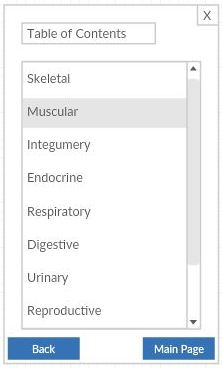 X
Table of Contents
Skeletal
Muscular
Integumery
Endocrine
Respiratory
Digestive
Urinary
Reproductive
Back
Main Page